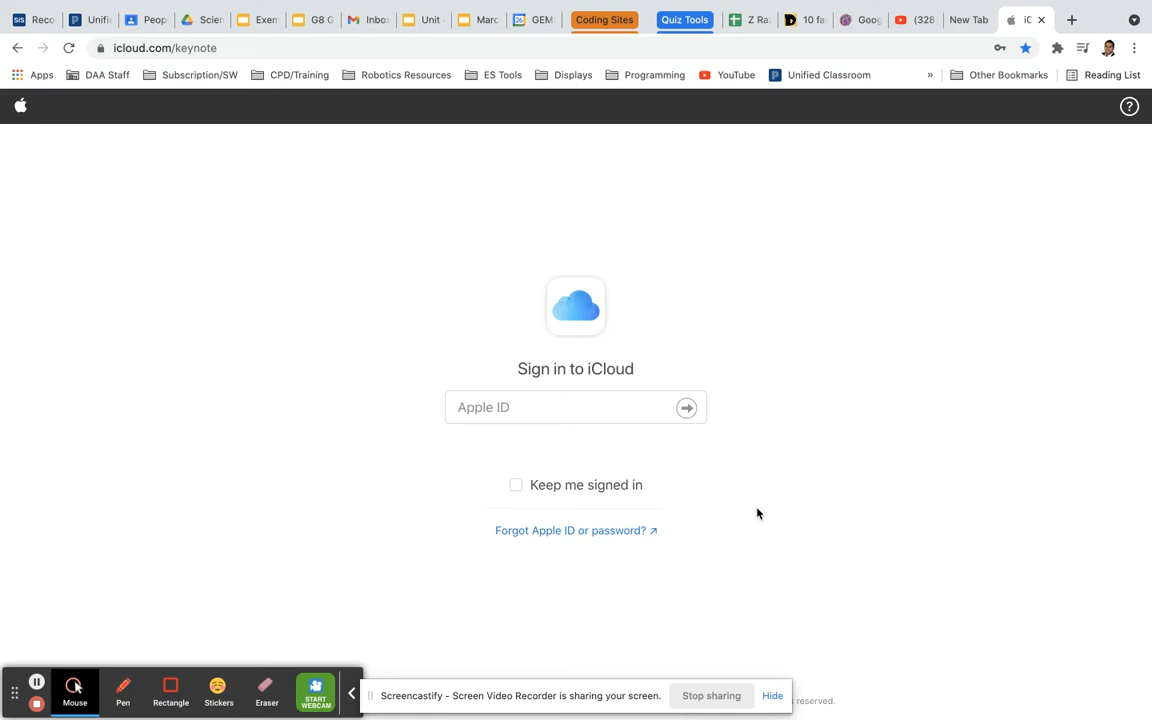 Reco Unifi Peop Scien Exem G8 G Inbo Unit Marc GEM Coding Sites Quiz Tools Z Ra 10 fa Goog (328 New Tab iC
icloud.com/keynote
Apps DAA Staff Subscription/SW CPD/Training Robotics Resources ES Tools Displays Programming YouTube Unified Classroom » Other Bookmarks Reading List
Sign in to iCloud
Apple ID
Keep me signed in
Forgot Apple ID or password? ↗
Mouse Pen Rectangle Stickers Eraser START WEBCAM
Screencastify - Screen Video Recorder is sharing your screen. Stop sharing Hide
s reserved.